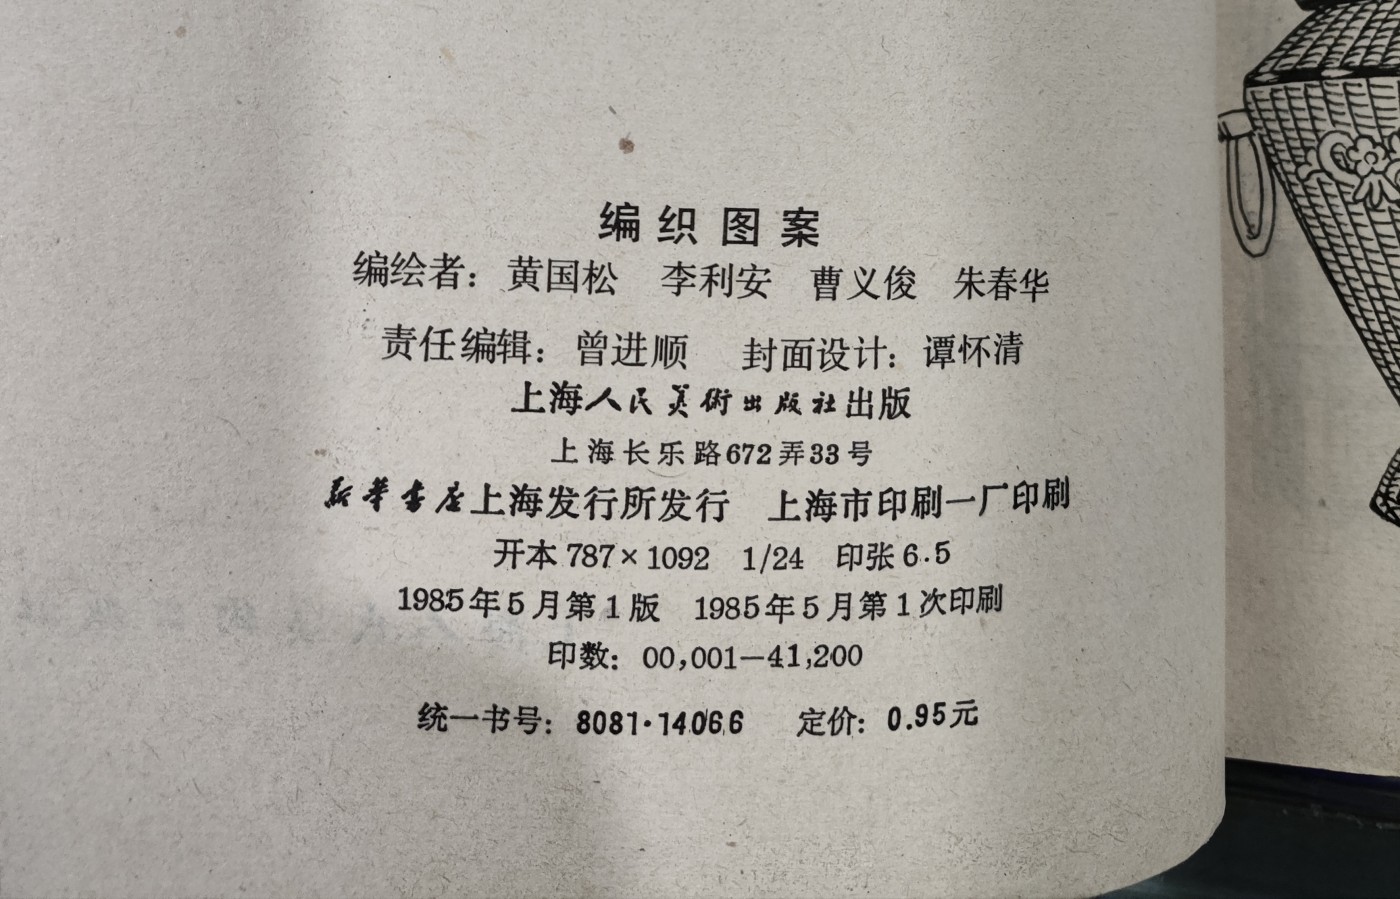 编织图案
编绘者：黄国松 李利安 曹义俊 朱春华
责任编辑：曾进顺 封面设计：谭怀清
上海人民美術出版社出版
上海长乐路672弄33号
新华书店上海发行所发行 上海市印刷一厂印刷
开本 787×1092 1/24 印张 6.5
1985年5月第1版 1985年5月第1次印刷
印数：00,001—41,200
统一书号：8081·14066 定价：0.95元